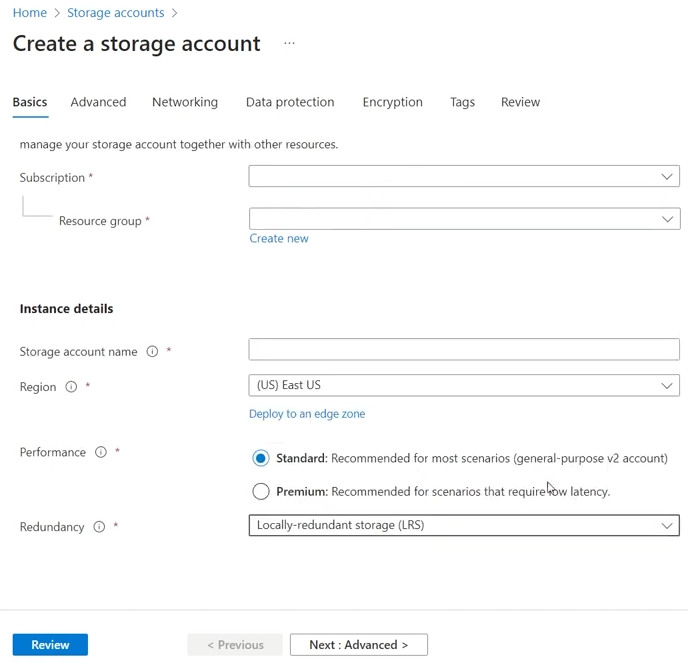 Home > Storage accounts >
Create a storage account ...
Basics Advanced Networking Data protection Encryption Tags Review
manage your storage account together with other resources.
Subscription *
Resource group *
Create new
Instance details
Storage account name *
Region * (US) East US
Deploy to an edge zone
Performance * Standard: Recommended for most scenarios (general-purpose v2 account)
Premium: Recommended for scenarios that require low latency.
Redundancy * Locally-redundant storage (LRS)
Review < Previous Next : Advanced >